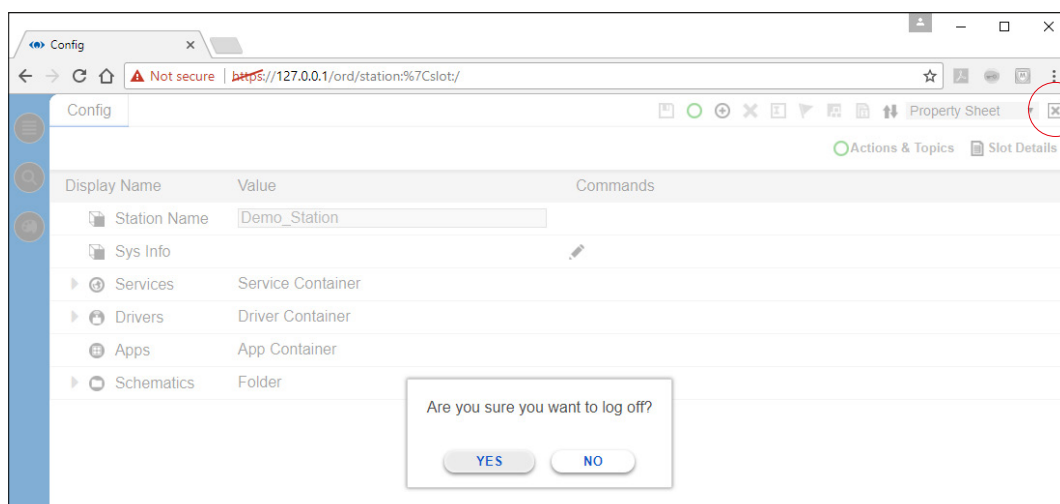 Config
Not secure | https://127.0.0.1/ord/station:%7Cslot:/
Config
Property Sheet
Actions & Topics Slot Details
Display Name Value Commands
Station Name Demo_Station
Sys Info
Services Service Container
Drivers Driver Container
Apps App Container
Schematics Folder
Are you sure you want to log off?
YES NO